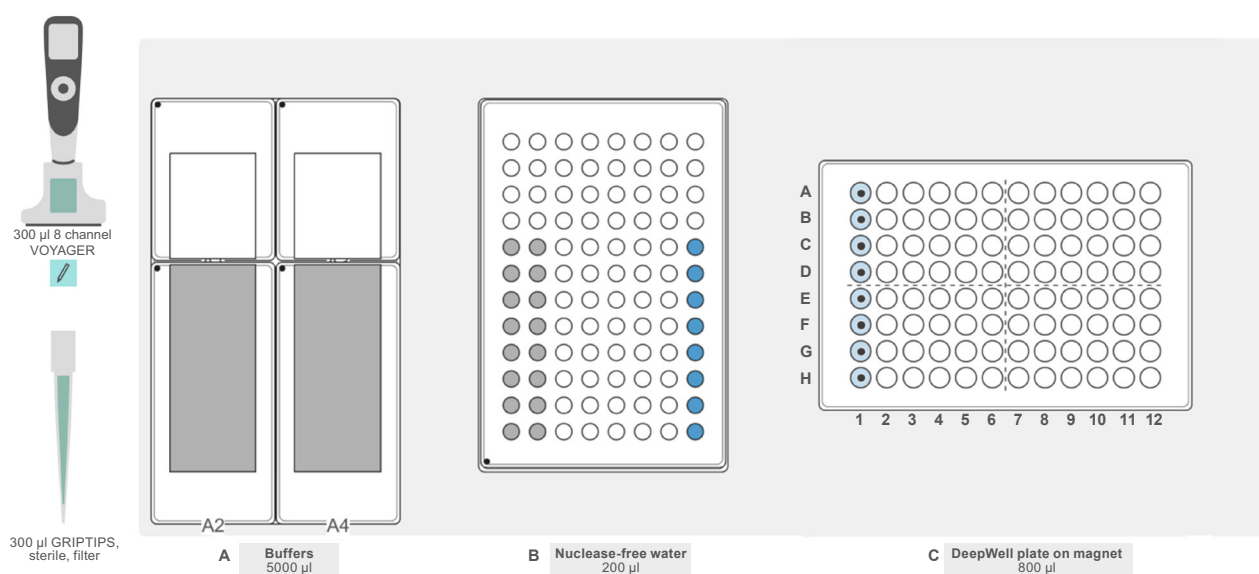 300 µl 8 channel
VOYAGER
300 µl GRIPTIPS,
sterile, filter
A2
A4
A Buffers
5000 µl
B Nuclease-free water
200 µl
A
B
C
D
E
F
G
H
1 2 3 4 5 6 7 8 9 10 11 12
C DeepWell plate on magnet
800 µl